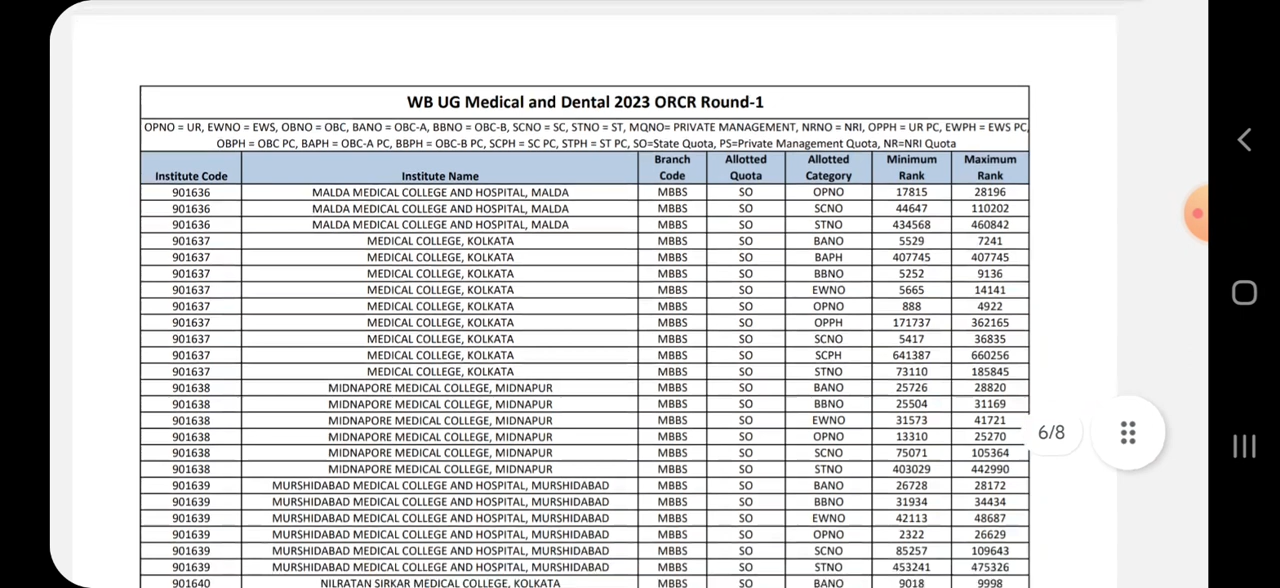 WB UG Medical and Dental 2023 ORCR Round-1
OPNO = UR, EWNO = EWS, OBNO = OBC, BANO = OBC-A, BBNO = OBC-B, SCNO = SC, STNO = ST, MQNO= PRIVATE MANAGEMENT, NRNO = NRI, OPPH = UR PC, EWPH = EWS PC,
OBPH = OBC PC, BAPH = OBC-A PC, BBPH = OBC-B PC, SCPH = SC PC, STPH = ST PC, SO=State Quota, PS=Private Management Quota, NR=NRI Quota
Institute Code Institute Name Branch Code Allotted Quota Allotted Category Minimum Rank Maximum Rank
901636 MALDA MEDICAL COLLEGE AND HOSPITAL, MALDA MBBS SO OPNO 17815 28196
901636 MALDA MEDICAL COLLEGE AND HOSPITAL, MALDA MBBS SO SCNO 44647 110202
901636 MALDA MEDICAL COLLEGE AND HOSPITAL, MALDA MBBS SO STNO 434568 460842
901637 MEDICAL COLLEGE, KOLKATA MBBS SO BANO 5529 7241
901637 MEDICAL COLLEGE, KOLKATA MBBS SO BAPH 407745 407745
901637 MEDICAL COLLEGE, KOLKATA MBBS SO BBNO 5252 9136
901637 MEDICAL COLLEGE, KOLKATA MBBS SO EWNO 5665 14141
901637 MEDICAL COLLEGE, KOLKATA MBBS SO OPNO 888 4922
901637 MEDICAL COLLEGE, KOLKATA MBBS SO OPPH 171737 362165
901637 MEDICAL COLLEGE, KOLKATA MBBS SO SCNO 5417 36835
901637 MEDICAL COLLEGE, KOLKATA MBBS SO SCPH 641387 660256
901637 MEDICAL COLLEGE, KOLKATA MBBS SO STNO 73110 185845
901638 MIDNAPORE MEDICAL COLLEGE, MIDNAPUR MBBS SO BANO 25726 28820
901638 MIDNAPORE MEDICAL COLLEGE, MIDNAPUR MBBS SO BBNO 25504 31169
901638 MIDNAPORE MEDICAL COLLEGE, MIDNAPUR MBBS SO EWNO 31573 41721
901638 MIDNAPORE MEDICAL COLLEGE, MIDNAPUR MBBS SO OPNO 13310 25270
901638 MIDNAPORE MEDICAL COLLEGE, MIDNAPUR MBBS SO SCNO 75071 105364
901638 MIDNAPORE MEDICAL COLLEGE, MIDNAPUR MBBS SO STNO 403029 442990
901639 MURSHIDABAD MEDICAL COLLEGE AND HOSPITAL, MURSHIDABAD MBBS SO BANO 26728 28172
901639 MURSHIDABAD MEDICAL COLLEGE AND HOSPITAL, MURSHIDABAD MBBS SO BBNO 31934 34434
901639 MURSHIDABAD MEDICAL COLLEGE AND HOSPITAL, MURSHIDABAD MBBS SO EWNO 42113 48687
901639 MURSHIDABAD MEDICAL COLLEGE AND HOSPITAL, MURSHIDABAD MBBS SO OPNO 2322 26629
901639 MURSHIDABAD MEDICAL COLLEGE AND HOSPITAL, MURSHIDABAD MBBS SO SCNO 85257 109643
901639 MURSHIDABAD MEDICAL COLLEGE AND HOSPITAL, MURSHIDABAD MBBS SO STNO 453241 475326
901640 NILRATAN SIRKAR MEDICAL COLLEGE, KOLKATA MBBS SO BANO 9018 9998
6/8